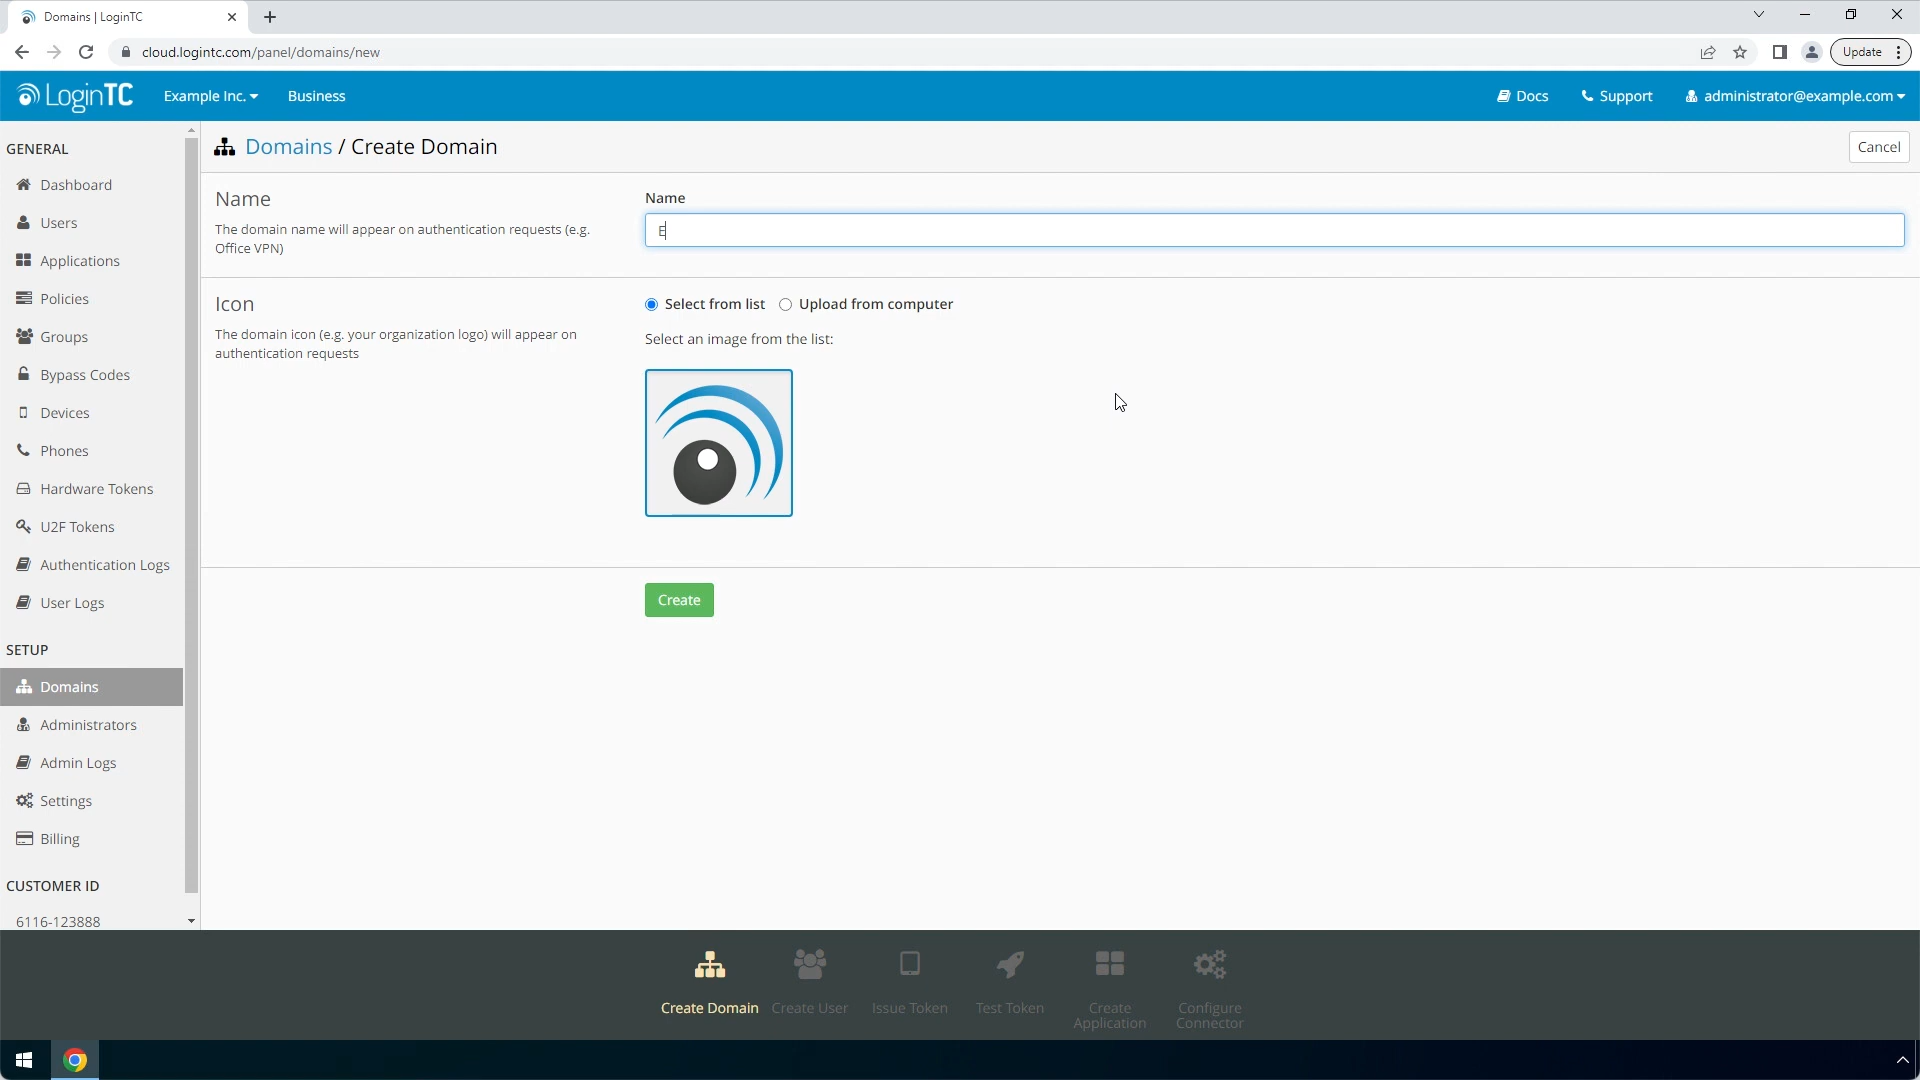 Domains | LoginTC
cloud.logintc.com/panel/domains/new
Update
LoginTC
Example Inc.
Business
Docs
Support
administrator@example.com
GENERAL
Dashboard
Users
Applications
Policies
Groups
Bypass Codes
Devices
Phones
Hardware Tokens
U2F Tokens
Authentication Logs
User Logs
SETUP
Domains
Administrators
Admin Logs
Settings
Billing
CUSTOMER ID
6116-123888
Domains / Create Domain
Cancel
Name
The domain name will appear on authentication requests (e.g.
Office VPN)
Name
E
Icon
The domain icon (e.g. your organization logo) will appear on
authentication requests
Select from list
Upload from computer
Select an image from the list:
Create
Create Domain
Create User
Issue Token
Test Token
Create
Application
Configure
Connector